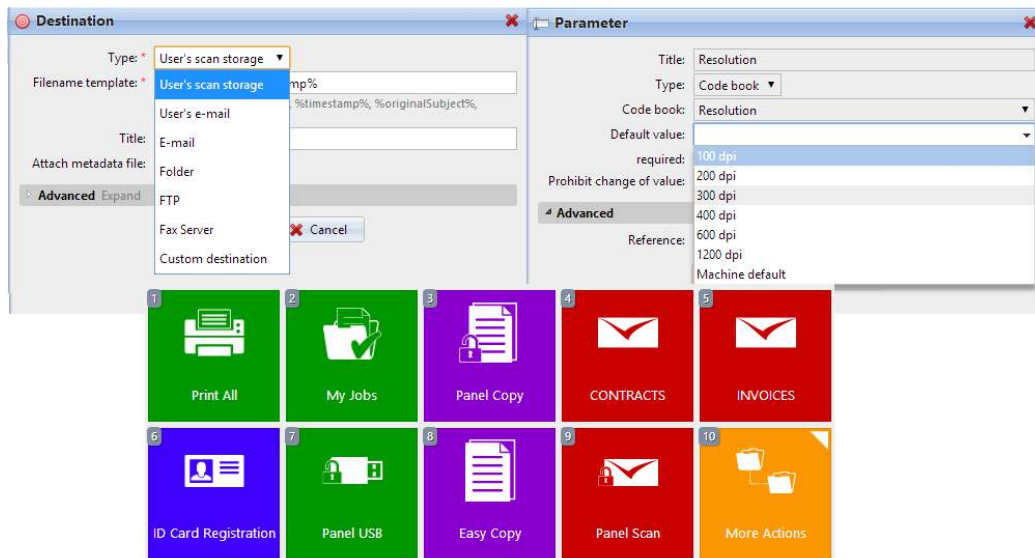 Destination
Type: * User's scan storage
Filename template: * mp%
%timestamp%, %originalSubject%,
Title:
Attach metadata file:
Advanced Expand
User's scan storage
User's e-mail
E-mail
Folder
FTP
Fax Server
Custom destination
Cancel
Parameter
Title: Resolution
Type: Code book
Code book: Resolution
Default value:
required:
Prohibit change of value:
Advanced
Reference:
100 dpi
200 dpi
300 dpi
400 dpi
600 dpi
1200 dpi
Machine default
1 Print All
2 My Jobs
3 Panel Copy
4 CONTRACTS
5 INVOICES
6 ID Card Registration
7 Panel USB
8 Easy Copy
9 Panel Scan
10 More Actions